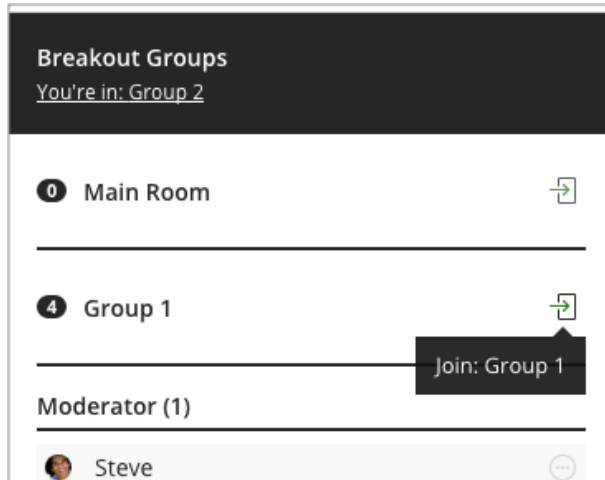 Breakout Groups
You're in: Group 2
0 Main Room
4 Group 1
Join: Group 1
Moderator (1)
Steve